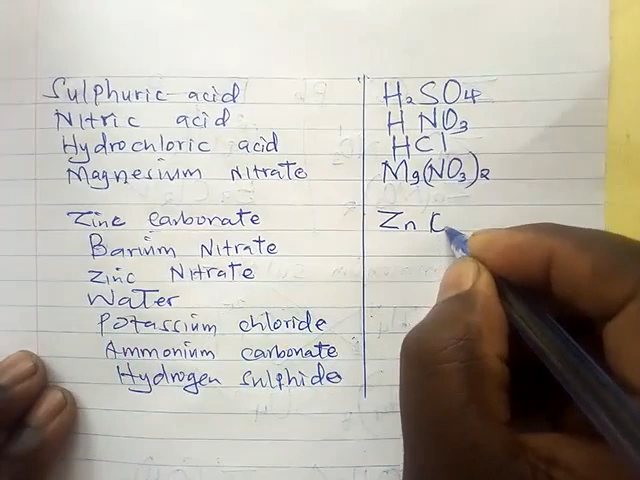 Sulphuric acid H2SO4
Nitric acid H NO3
Hydrochloric acid HCl
Magnesium Nitrate Mg(NO3)2
Zinc carbonate Zn C
Barium Nitrate
Zinc Nitrate
Water
Potassium chloride
Ammonium carbonate
Hydrogen Sulphide